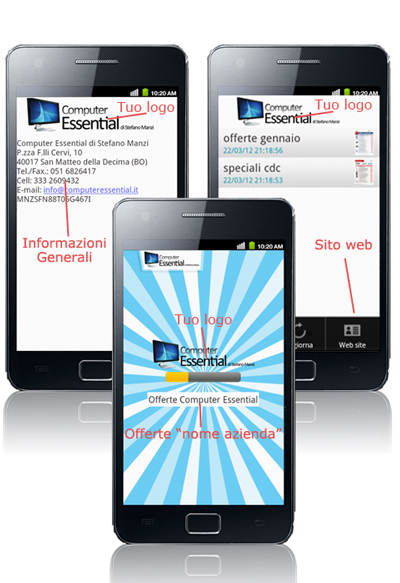 10:20 AM
Computer
Essential di Stefano Manzi
Tuo logo
Computer Essential di Stefano Manzi
P.zza F.lli Cervi, 10
40017 San Matteo della Decima (BO)
Tel./Fax.: 051 6826417
Cell: 333 2609432
E-mail: info@computeressential.it
MNZSFN88T05G467I
Informazioni
Generali
10:20 AM
Computer
Essential di Stefano Manzi
Tuo logo
offerte gennaio
22/03/12 21:18:56
speciali cdc
22/03/12 21:18:53
Sito web
giorna
Web site
10:20 AM
Computer
Essential
Tuo logo
Computer
Essential di Stefano Manzi
Offerte Computer Essential
Offerte “nome azienda”